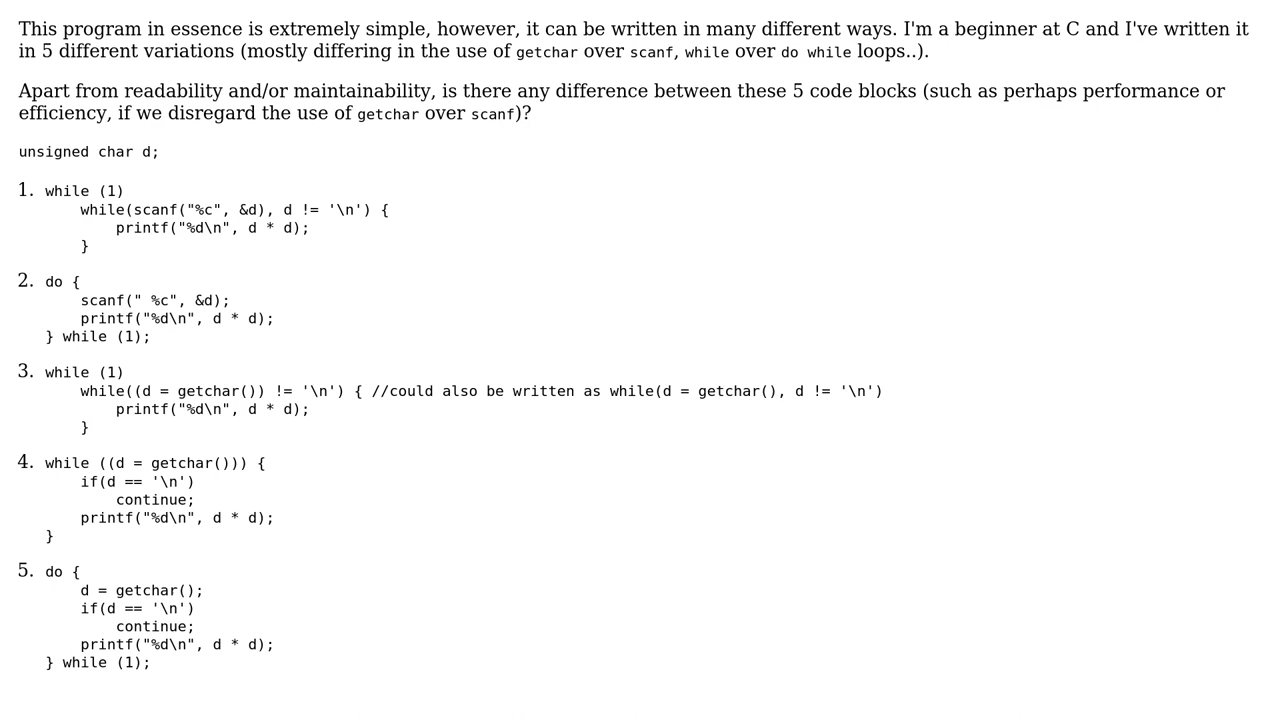 This program in essence is extremely simple, however, it can be written in many different ways. I'm a beginner at C and I've written it
in 5 different variations (mostly differing in the use of getchar over scanf, while over do while loops..).
Apart from readability and/or maintainability, is there any difference between these 5 code blocks (such as perhaps performance or
efficiency, if we disregard the use of getchar over scanf)?
unsigned char d;
1. while (1)
    while(scanf("%c", &d), d != '\n') {
        printf("%d\n", d * d);
    }
2. do {
    scanf(" %c", &d);
    printf("%d\n", d * d);
} while (1);
3. while (1)
    while((d = getchar()) != '\n') { //could also be written as while(d = getchar(), d != '\n')
        printf("%d\n", d * d);
    }
4. while ((d = getchar())) {
    if(d == '\n')
        continue;
    printf("%d\n", d * d);
}
5. do {
    d = getchar();
    if(d == '\n')
        continue;
    printf("%d\n", d * d);
} while (1);